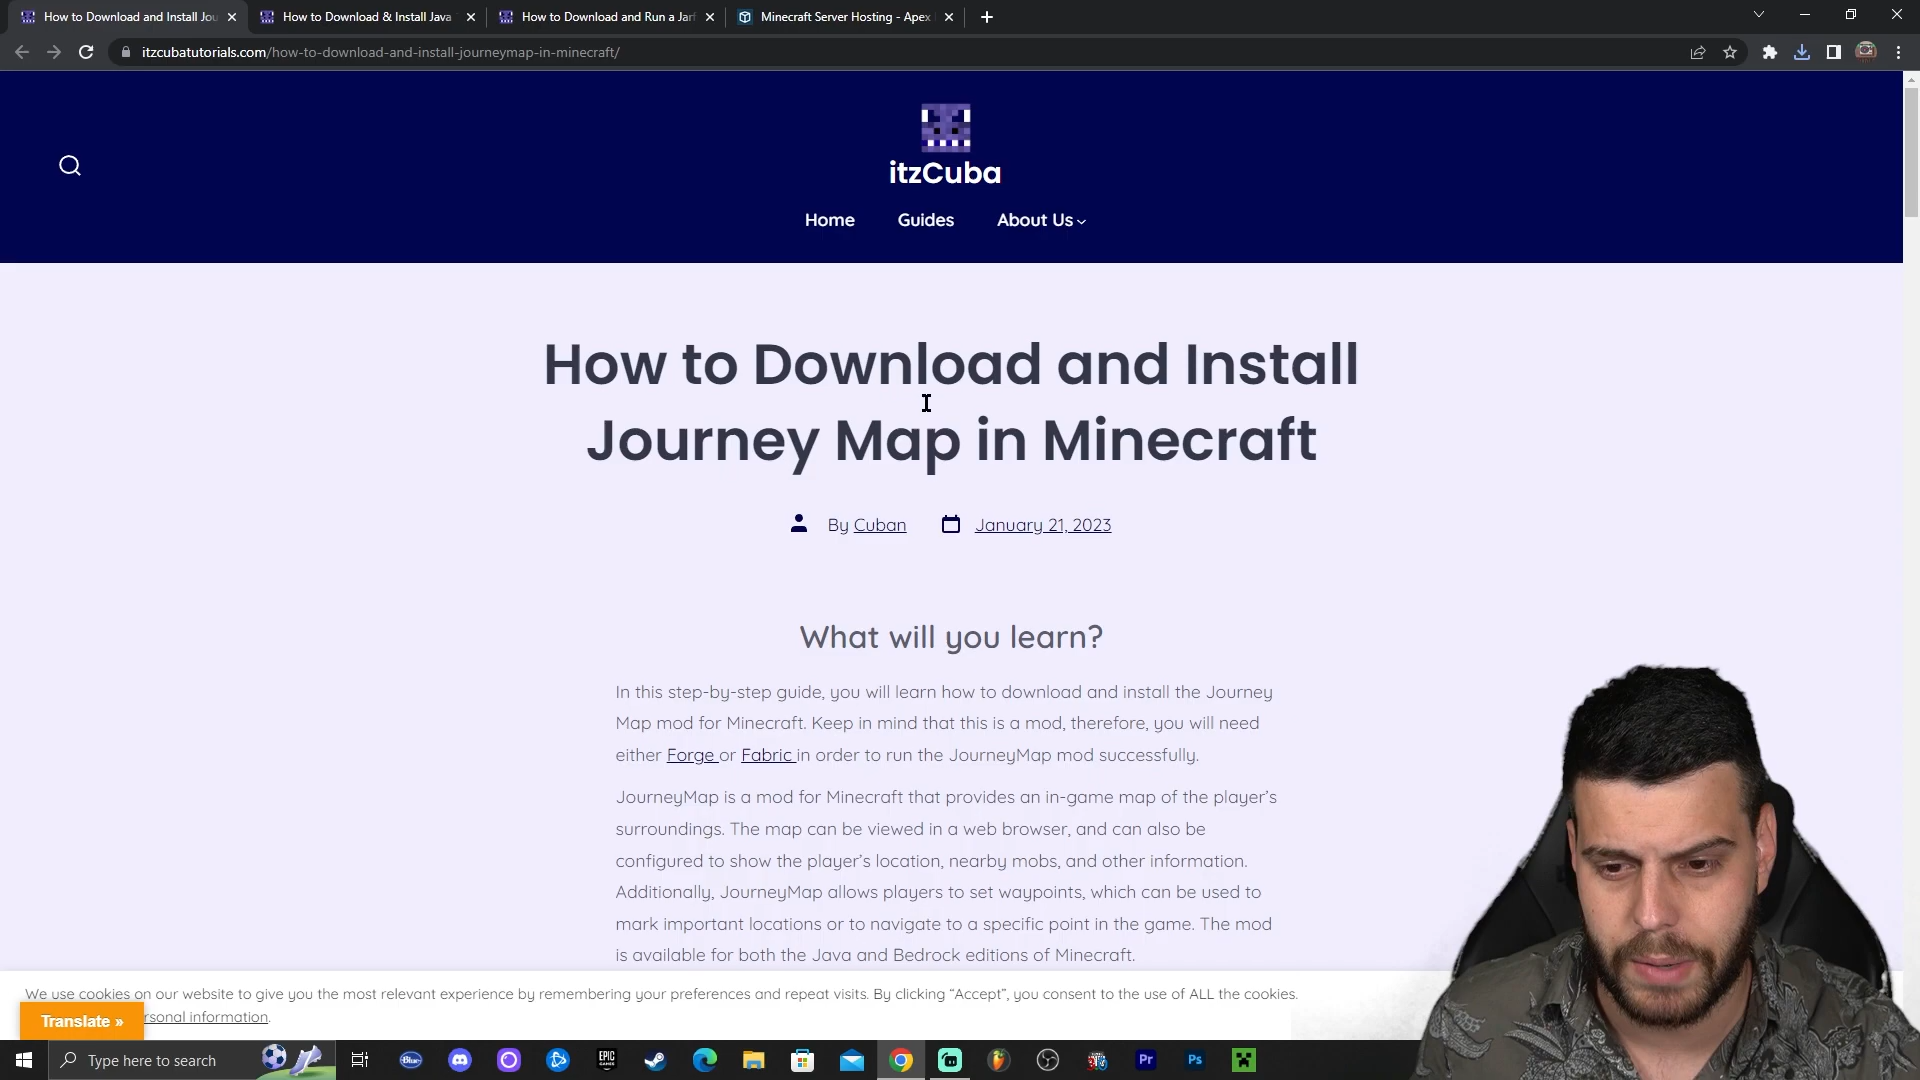 How to Download and Install Jou
How to Download & Install Java
How to Download and Run a Jarf
Minecraft Server Hosting - Apex
itzcubatutorials.com/how-to-download-and-install-journeymap-in-minecraft/
itzCuba
Home
Guides
About Us
How to Download and Install
Journey Map in Minecraft
By Cuban
January 21, 2023
What will you learn?
In this step-by-step guide, you will learn how to download and install the Journey
Map mod for Minecraft. Keep in mind that this is a mod, therefore, you will need
either Forge or Fabric in order to run the JourneyMap mod successfully.
JourneyMap is a mod for Minecraft that provides an in-game map of the player's
surroundings. The map can be viewed in a web browser, and can also be
configured to show the player's location, nearby mobs, and other information.
Additionally, JourneyMap allows players to set waypoints, which can be used to
mark important locations or to navigate to a specific point in the game. The mod
is available for both the Java and Bedrock editions of Minecraft.
We use cookies on our website to give you the most relevant experience by remembering your preferences and repeat visits. By clicking “Accept”, you consent to the use of ALL the cookies.
Translate » rsonal information.
Type here to search
Blue
EPIC
GAMES
Pr
Ps